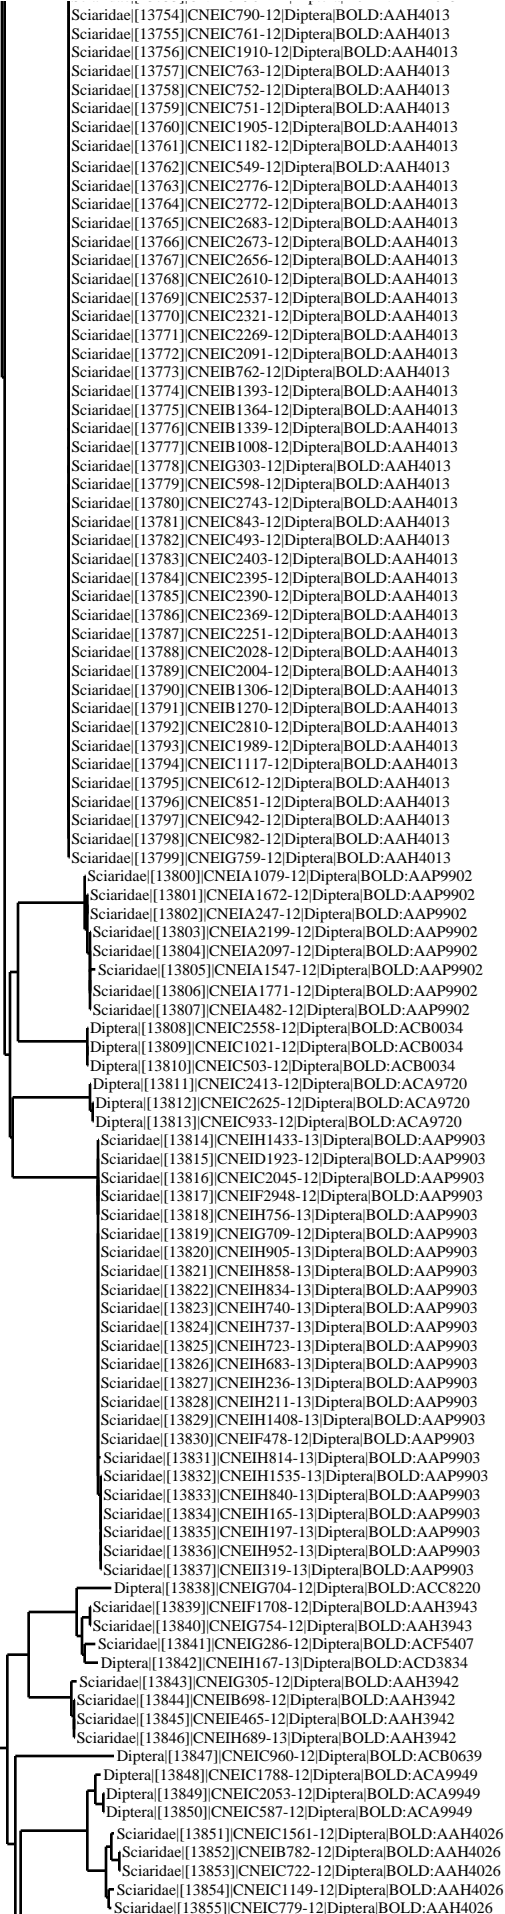 Sciaridae|[13754]|CNEIC790-12|Diptera|BOLD:AAH4013
Sciaridae|[13755]|CNEIC761-12|Diptera|BOLD:AAH4013
Sciaridae|[13756]|CNEIC1910-12|Diptera|BOLD:AAH4013
Sciaridae|[13757]|CNEIC763-12|Diptera|BOLD:AAH4013
Sciaridae|[13758]|CNEIC752-12|Diptera|BOLD:AAH4013
Sciaridae|[13759]|CNEIC751-12|Diptera|BOLD:AAH4013
Sciaridae|[13760]|CNEIC1905-12|Diptera|BOLD:AAH4013
Sciaridae|[13761]|CNEIC1182-12|Diptera|BOLD:AAH4013
Sciaridae|[13762]|CNEIC549-12|Diptera|BOLD:AAH4013
Sciaridae|[13763]|CNEIC2776-12|Diptera|BOLD:AAH4013
Sciaridae|[13764]|CNEIC2772-12|Diptera|BOLD:AAH4013
Sciaridae|[13765]|CNEIC2683-12|Diptera|BOLD:AAH4013
Sciaridae|[13766]|CNEIC2673-12|Diptera|BOLD:AAH4013
Sciaridae|[13767]|CNEIC2656-12|Diptera|BOLD:AAH4013
Sciaridae|[13768]|CNEIC2610-12|Diptera|BOLD:AAH4013
Sciaridae|[13769]|CNEIC2537-12|Diptera|BOLD:AAH4013
Sciaridae|[13770]|CNEIC2321-12|Diptera|BOLD:AAH4013
Sciaridae|[13771]|CNEIC2269-12|Diptera|BOLD:AAH4013
Sciaridae|[13772]|CNEIC2091-12|Diptera|BOLD:AAH4013
Sciaridae|[13773]|CNEIB762-12|Diptera|BOLD:AAH4013
Sciaridae|[13774]|CNEIB1393-12|Diptera|BOLD:AAH4013
Sciaridae|[13775]|CNEIB1364-12|Diptera|BOLD:AAH4013
Sciaridae|[13776]|CNEIB1339-12|Diptera|BOLD:AAH4013
Sciaridae|[13777]|CNEIB1008-12|Diptera|BOLD:AAH4013
Sciaridae|[13778]|CNEIG303-12|Diptera|BOLD:AAH4013
Sciaridae|[13779]|CNEIC598-12|Diptera|BOLD:AAH4013
Sciaridae|[13780]|CNEIC2743-12|Diptera|BOLD:AAH4013
Sciaridae|[13781]|CNEIC843-12|Diptera|BOLD:AAH4013
Sciaridae|[13782]|CNEIC493-12|Diptera|BOLD:AAH4013
Sciaridae|[13783]|CNEIC2403-12|Diptera|BOLD:AAH4013
Sciaridae|[13784]|CNEIC2395-12|Diptera|BOLD:AAH4013
Sciaridae|[13785]|CNEIC2390-12|Diptera|BOLD:AAH4013
Sciaridae|[13786]|CNEIC2369-12|Diptera|BOLD:AAH4013
Sciaridae|[13787]|CNEIC2251-12|Diptera|BOLD:AAH4013
Sciaridae|[13788]|CNEIC2028-12|Diptera|BOLD:AAH4013
Sciaridae|[13789]|CNEIC2004-12|Diptera|BOLD:AAH4013
Sciaridae|[13790]|CNEIB1306-12|Diptera|BOLD:AAH4013
Sciaridae|[13791]|CNEIB1270-12|Diptera|BOLD:AAH4013
Sciaridae|[13792]|CNEIC2810-12|Diptera|BOLD:AAH4013
Sciaridae|[13793]|CNEIC1989-12|Diptera|BOLD:AAH4013
Sciaridae|[13794]|CNEIC1117-12|Diptera|BOLD:AAH4013
Sciaridae|[13795]|CNEIC612-12|Diptera|BOLD:AAH4013
Sciaridae|[13796]|CNEIC851-12|Diptera|BOLD:AAH4013
Sciaridae|[13797]|CNEIC942-12|Diptera|BOLD:AAH4013
Sciaridae|[13798]|CNEIC982-12|Diptera|BOLD:AAH4013
Sciaridae|[13799]|CNEIG759-12|Diptera|BOLD:AAH4013
Sciaridae|[13800]|CNEIA1079-12|Diptera|BOLD:AAP9902
Sciaridae|[13801]|CNEIA1672-12|Diptera|BOLD:AAP9902
Sciaridae|[13802]|CNEIA247-12|Diptera|BOLD:AAP9902
Sciaridae|[13803]|CNEIA2199-12|Diptera|BOLD:AAP9902
Sciaridae|[13804]|CNEIA2097-12|Diptera|BOLD:AAP9902
Sciaridae|[13805]|CNEIA1547-12|Diptera|BOLD:AAP9902
Sciaridae|[13806]|CNEIA1771-12|Diptera|BOLD:AAP9902
Sciaridae|[13807]|CNEIA482-12|Diptera|BOLD:AAP9902
Diptera|[13808]|CNEIC2558-12|Diptera|BOLD:ACB0034
Diptera|[13809]|CNEIC1021-12|Diptera|BOLD:ACB0034
Diptera|[13810]|CNEIC503-12|Diptera|BOLD:ACB0034
Diptera|[13811]|CNEIC2413-12|Diptera|BOLD:ACA9720
Diptera|[13812]|CNEIC2625-12|Diptera|BOLD:ACA9720
Diptera|[13813]|CNEIC933-12|Diptera|BOLD:ACA9720
Sciaridae|[13814]|CNEIH1433-13|Diptera|BOLD:AAP9903
Sciaridae|[13815]|CNEID1923-12|Diptera|BOLD:AAP9903
Sciaridae|[13816]|CNEIC2045-12|Diptera|BOLD:AAP9903
Sciaridae|[13817]|CNEIF2948-12|Diptera|BOLD:AAP9903
Sciaridae|[13818]|CNEIH756-13|Diptera|BOLD:AAP9903
Sciaridae|[13819]|CNEIG709-12|Diptera|BOLD:AAP9903
Sciaridae|[13820]|CNEIH905-13|Diptera|BOLD:AAP9903
Sciaridae|[13821]|CNEIH858-13|Diptera|BOLD:AAP9903
Sciaridae|[13822]|CNEIH834-13|Diptera|BOLD:AAP9903
Sciaridae|[13823]|CNEIH740-13|Diptera|BOLD:AAP9903
Sciaridae|[13824]|CNEIH737-13|Diptera|BOLD:AAP9903
Sciaridae|[13825]|CNEIH723-13|Diptera|BOLD:AAP9903
Sciaridae|[13826]|CNEIH683-13|Diptera|BOLD:AAP9903
Sciaridae|[13827]|CNEIH236-13|Diptera|BOLD:AAP9903
Sciaridae|[13828]|CNEIH211-13|Diptera|BOLD:AAP9903
Sciaridae|[13829]|CNEIH1408-13|Diptera|BOLD:AAP9903
Sciaridae|[13830]|CNEIF478-12|Diptera|BOLD:AAP9903
Sciaridae|[13831]|CNEIH814-13|Diptera|BOLD:AAP9903
Sciaridae|[13832]|CNEIH1535-13|Diptera|BOLD:AAP9903
Sciaridae|[13833]|CNEIH840-13|Diptera|BOLD:AAP9903
Sciaridae|[13834]|CNEIH165-13|Diptera|BOLD:AAP9903
Sciaridae|[13835]|CNEIH197-13|Diptera|BOLD:AAP9903
Sciaridae|[13836]|CNEIH952-13|Diptera|BOLD:AAP9903
Sciaridae|[13837]|CNEII319-13|Diptera|BOLD:AAP9903
Diptera|[13838]|CNEIG704-12|Diptera|BOLD:ACC8220
Sciaridae|[13839]|CNEIF1708-12|Diptera|BOLD:AAH3943
Sciaridae|[13840]|CNEIG754-12|Diptera|BOLD:AAH3943
Sciaridae|[13841]|CNEIG286-12|Diptera|BOLD:ACF5407
Diptera|[13842]|CNEIH167-13|Diptera|BOLD:ACD3834
Sciaridae|[13843]|CNEIG305-12|Diptera|BOLD:AAH3942
Sciaridae|[13844]|CNEIB698-12|Diptera|BOLD:AAH3942
Sciaridae|[13845]|CNEIE465-12|Diptera|BOLD:AAH3942
Sciaridae|[13846]|CNEIH689-13|Diptera|BOLD:AAH3942
Diptera|[13847]|CNEIC960-12|Diptera|BOLD:ACB0639
Diptera|[13848]|CNEIC1788-12|Diptera|BOLD:ACA9949
Diptera|[13849]|CNEIC2053-12|Diptera|BOLD:ACA9949
Diptera|[13850]|CNEIC587-12|Diptera|BOLD:ACA9949
Sciaridae|[13851]|CNEIC1561-12|Diptera|BOLD:AAH4026
Sciaridae|[13852]|CNEIB782-12|Diptera|BOLD:AAH4026
Sciaridae|[13853]|CNEIC722-12|Diptera|BOLD:AAH4026
Sciaridae|[13854]|CNEIC1149-12|Diptera|BOLD:AAH4026
Sciaridae|[13855]|CNEIC779-12|Diptera|BOLD:AAH4026